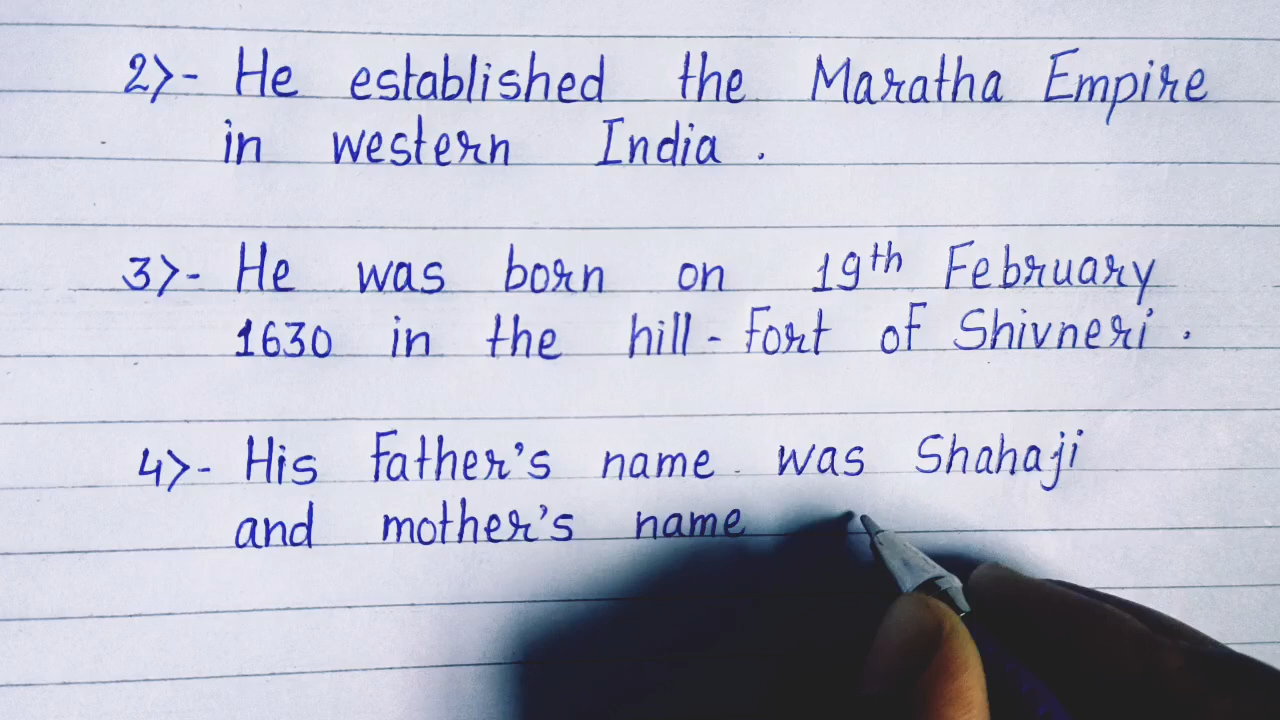 2)- He established the Maratha Empire
in western India .
3)- He was born on 19th February
1630 in the hill-fort of Shivneri .
4)- His father's name was Shahaji
and mother's name